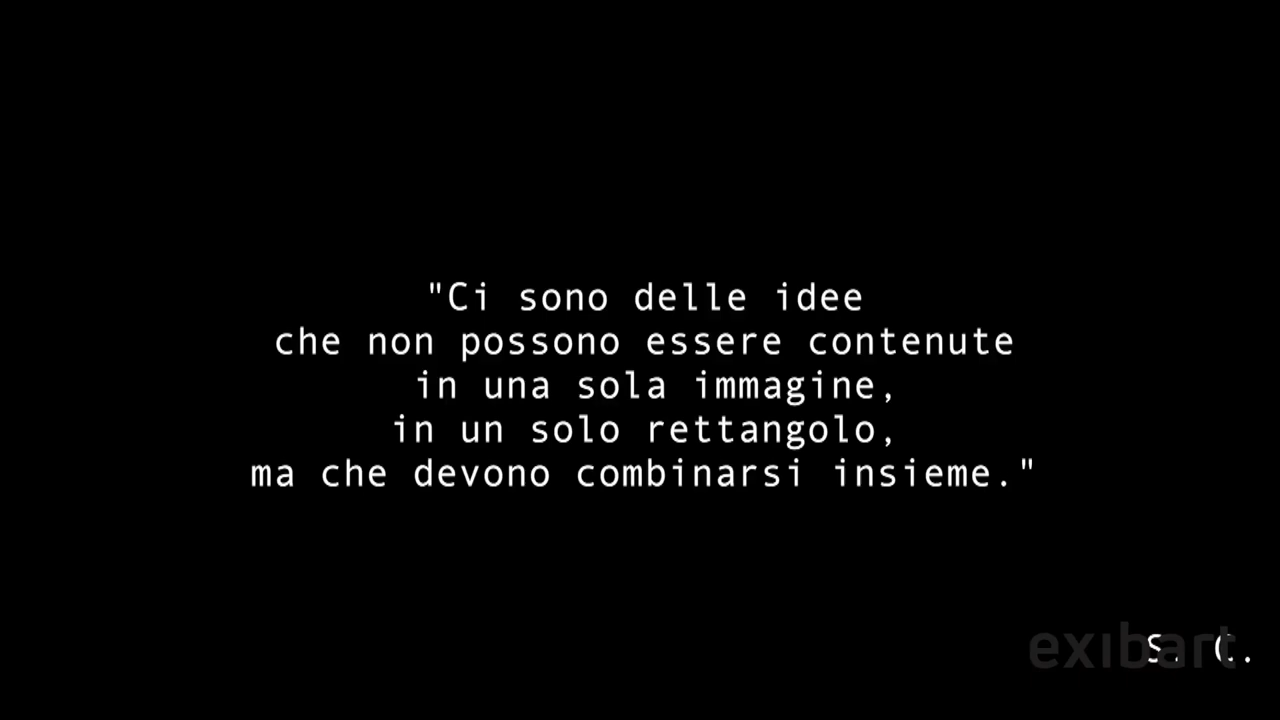 "Ci sono delle idee
che non possono essere contenute
in una sola immagine,
in un solo rettangolo,
ma che devono combinarsi insieme."
exibart
S. C.